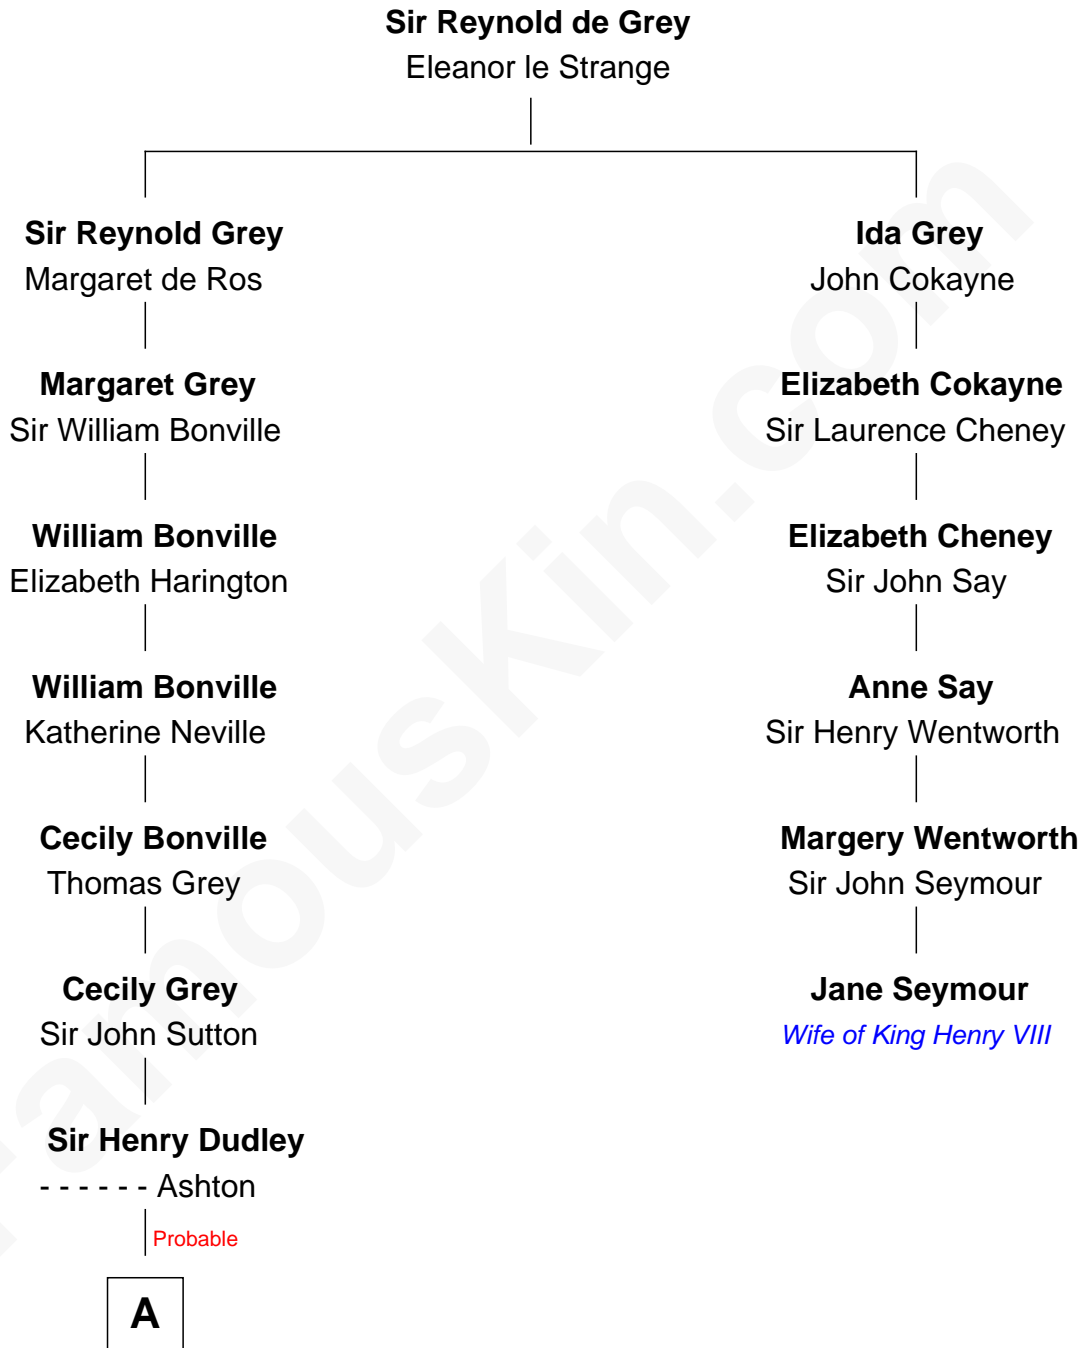 Sir Reynold de Grey
Eleanor le Strange
Sir Reynold Grey
Margaret de Ros
Ida Grey
John Cokayne
Margaret Grey
Sir William Bonville
Elizabeth Cokayne
Sir Laurence Cheney
William Bonville
Elizabeth Harington
Elizabeth Cheney
Sir John Say
William Bonville
Katherine Neville
Anne Say
Sir Henry Wentworth
Cecily Bonville
Thomas Grey
Margery Wentworth
Sir John Seymour
Cecily Grey
Sir John Sutton
Jane Seymour
Wife of King Henry VIII
Sir Henry Dudley
- - - - - - Ashton
Probable
A
FamousKin.com